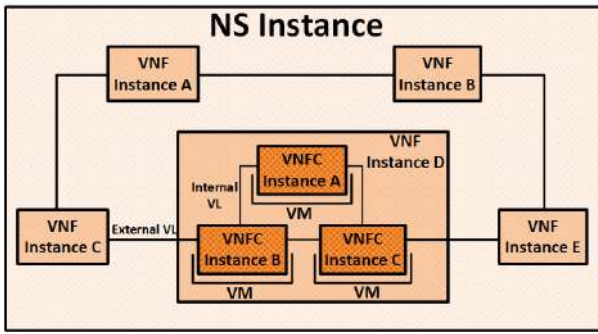 NS Instance
VNF
Instance A
VNF
Instance B
VNF
Instance D
VNFC
Instance A
Internal
VL
VM
VNF
Instance C
External VL
VNFC
Instance B
VNFC
Instance C
VNF
Instance E
VM
VM